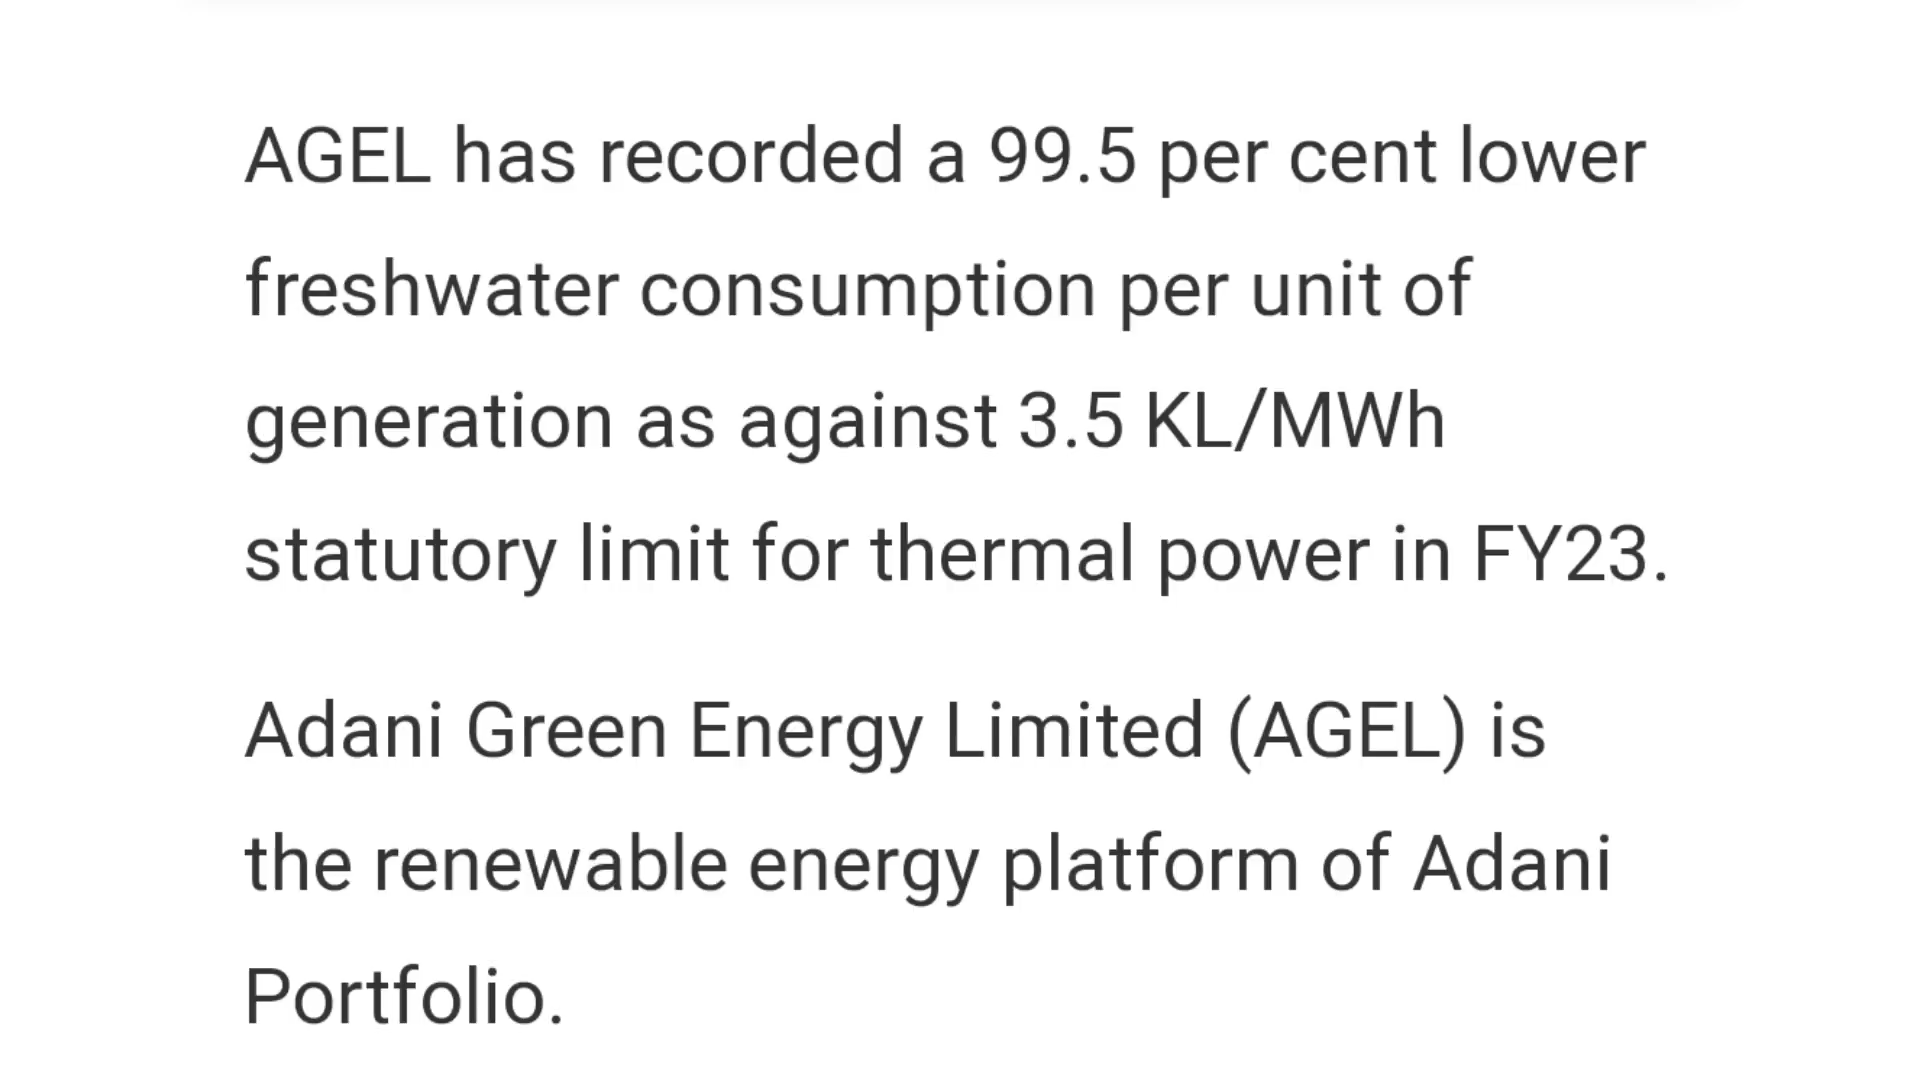 AGEL has recorded a 99.5 per cent lower
freshwater consumption per unit of
generation as against 3.5 KL/MWh
statutory limit for thermal power in FY23.
Adani Green Energy Limited (AGEL) is
the renewable energy platform of Adani
Portfolio.